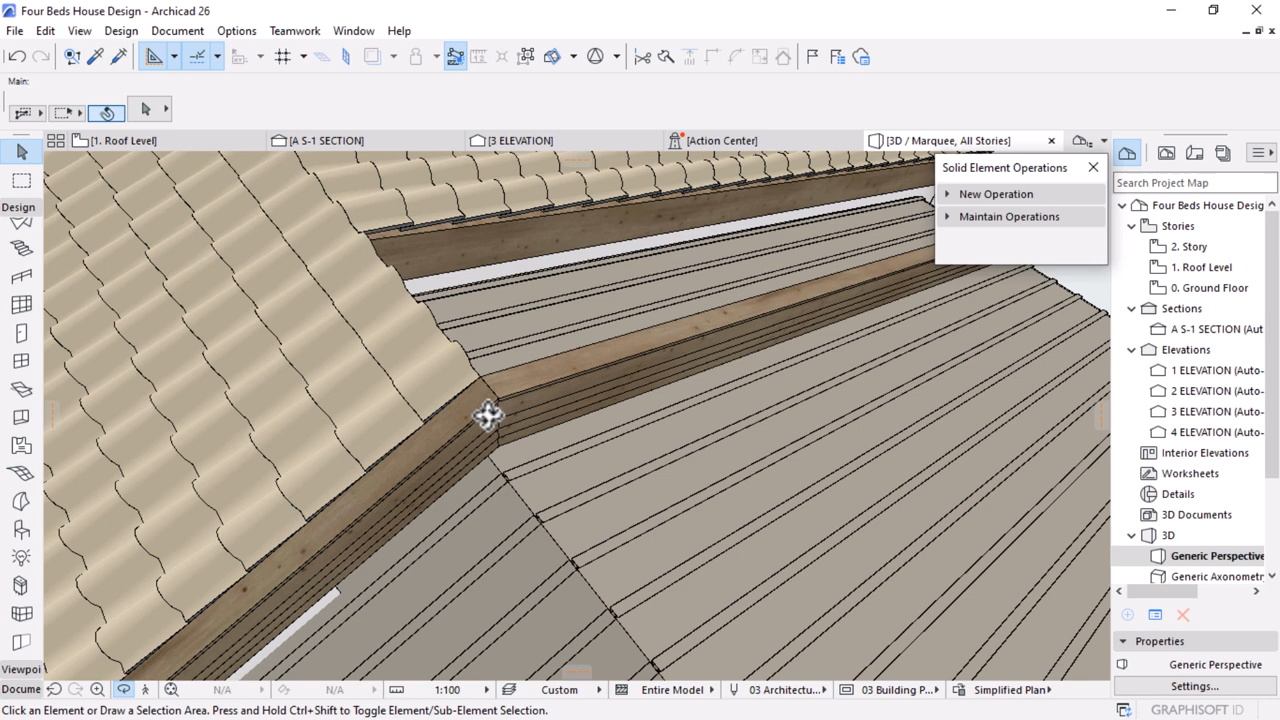 Four Beds House Design - Archicad 26
File Edit View Design Document Options Teamwork Window Help
Main:
[1. Roof Level] [A S-1 SECTION] [3 ELEVATION] [Action Center] [3D / Marquee, All Stories]
Solid Element Operations
New Operation
Maintain Operations
Search Project Map
Four Beds House Desig
Stories
2. Story
1. Roof Level
0. Ground Floor
Sections
A S-1 SECTION (Aut
Elevations
1 ELEVATION (Auto-
2 ELEVATION (Auto-
3 ELEVATION (Auto-
4 ELEVATION (Auto-
Interior Elevations
Worksheets
Details
3D Documents
3D
Generic Perspective
Generic Axonometr
Properties
Generic Perspective
Settings...
GRAPHISOFT ID
Design
Viewpoi
Docume
N/A N/A 1:100 Custom Entire Model 03 Architectu... 03 Building P... Simplified Plan
Click an Element or Draw a Selection Area. Press and Hold Ctrl+Shift to Toggle Element/Sub-Element Selection.